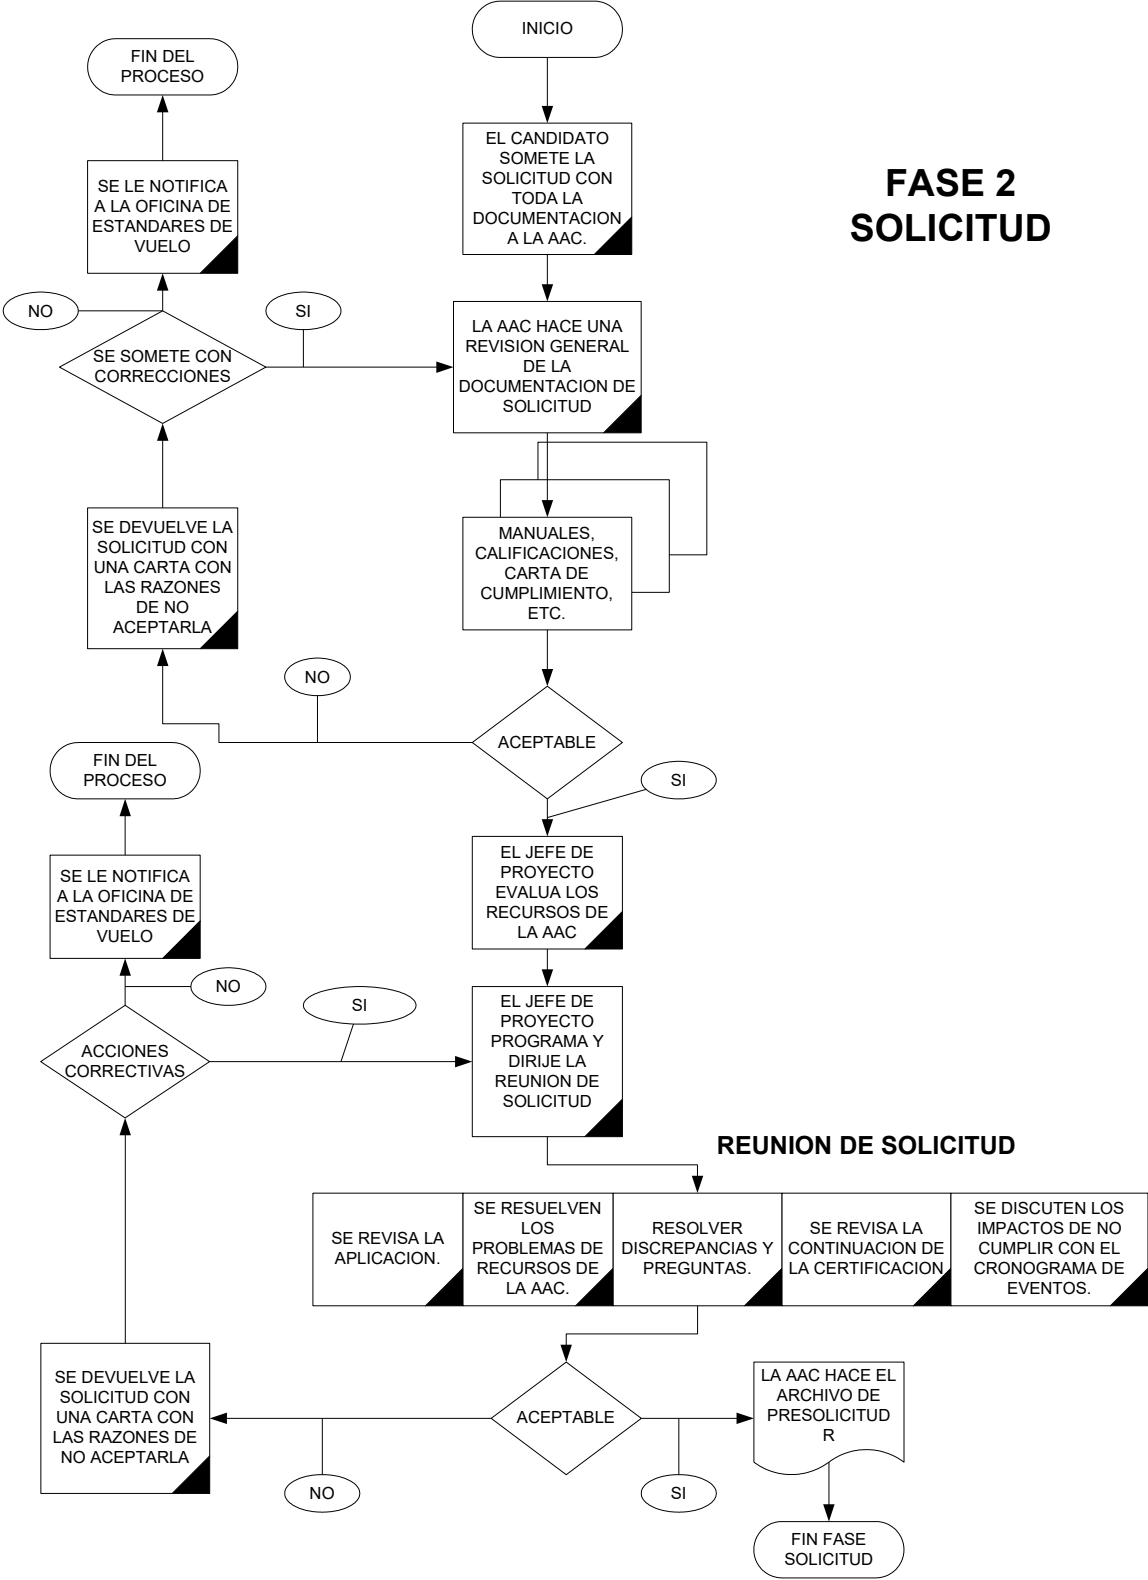 INICIO
FIN DEL
PROCESO
EL CANDIDATO
SOMETE LA
SOLICITUD CON
TODA LA
DOCUMENTACION
A LA AAC.
FASE 2
SOLICITUD
SE LE NOTIFICA
A LA OFICINA DE
ESTANDARES DE
VUELO
NO
SI
SE SOMETE CON
CORRECCIONES
LA AAC HACE UNA
REVISION GENERAL
DE LA
DOCUMENTACION DE
SOLICITUD
SE DEVUELVE LA
SOLICITUD CON
UNA CARTA CON
LAS RAZONES
DE NO
ACEPTARLA
MANUALES,
CALIFICACIONES,
CARTA DE
CUMPLIMIENTO,
ETC.
NO
ACEPTABLE
SI
FIN DEL
PROCESO
SE LE NOTIFICA
A LA OFICINA DE
ESTANDARES DE
VUELO
EL JEFE DE
PROYECTO
EVALUA LOS
RECURSOS DE
LA AAC
NO
SI
ACCIONES
CORRECTIVAS
EL JEFE DE
PROYECTO
PROGRAMA Y
DIRIJE LA
REUNION DE
SOLICITUD
REUNION DE SOLICITUD
SE REVISA LA
APLICACION.
SE RESUELVEN
LOS
PROBLEMAS DE
RECURSOS DE
LA AAC.
RESOLVER
DISCREPANCIAS Y
PREGUNTAS.
SE REVISA LA
CONTINUACION DE
LA CERTIFICACION
SE DISCUTEN LOS
IMPACTOS DE NO
CUMPLIR CON EL
CRONOGRAMA DE
EVENTOS.
SE DEVUELVE LA
SOLICITUD CON
UNA CARTA CON
LAS RAZONES DE
NO ACEPTARLA
ACEPTABLE
LA AAC HACE EL
ARCHIVO DE
PRESOLICITUD
R
NO
SI
FIN FASE
SOLICITUD